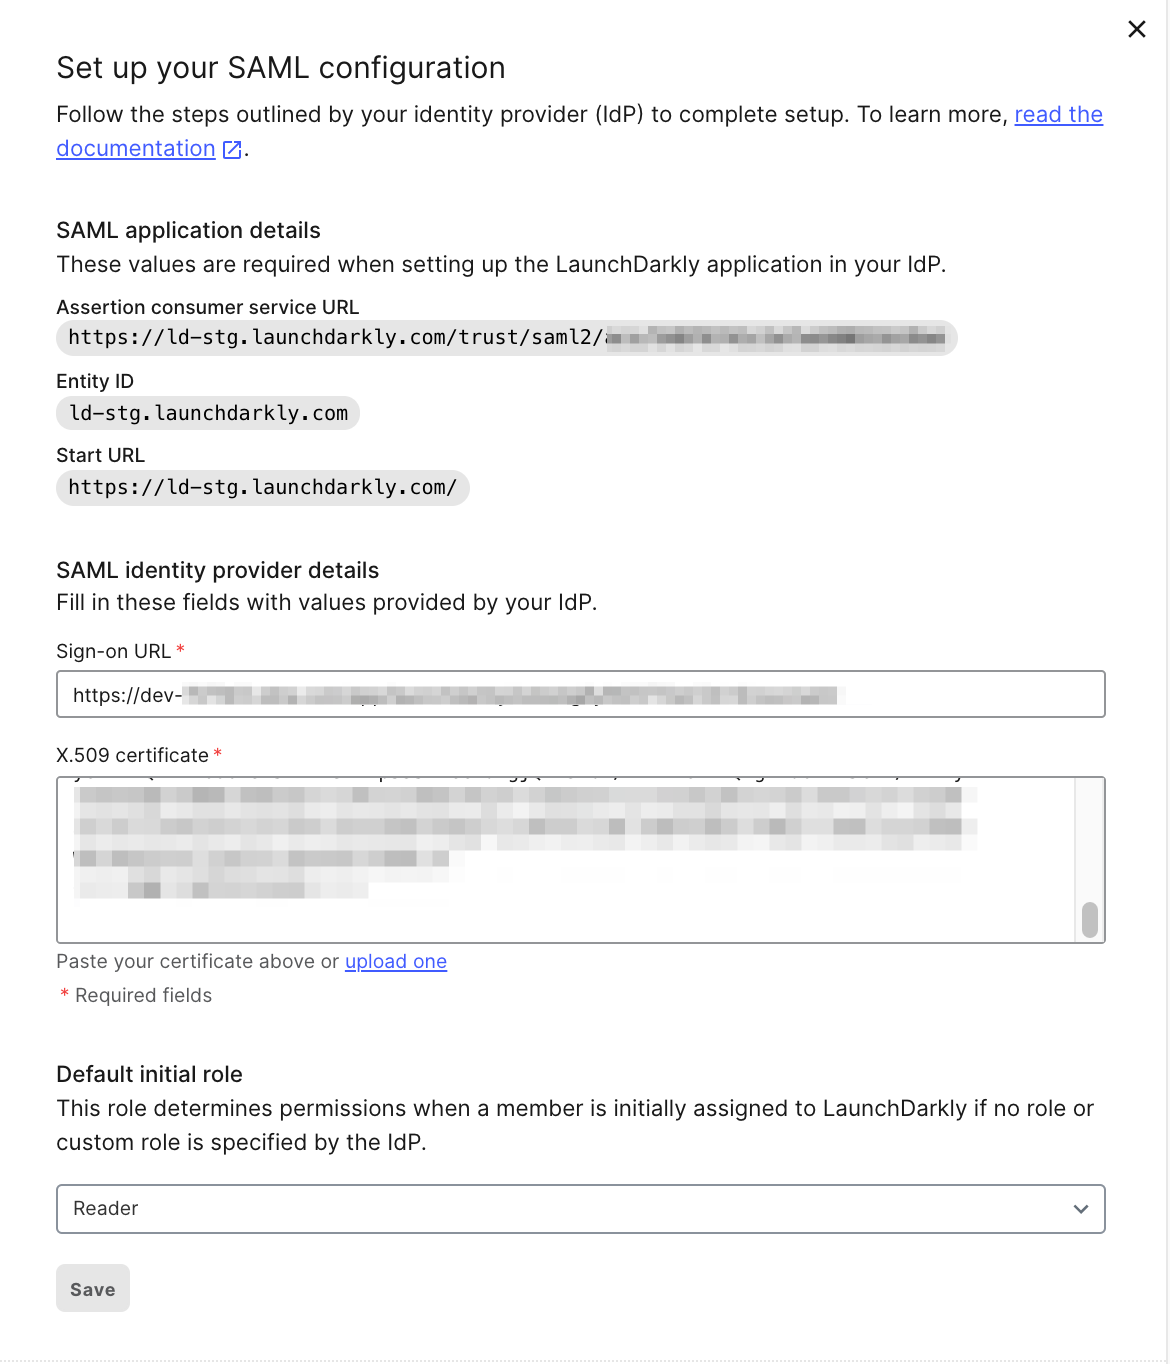 Set up your SAML configuration
Follow the steps outlined by your identity provider (IdP) to complete setup. To learn more, read the
documentation.
SAML application details
These values are required when setting up the LaunchDarkly application in your IdP.
Assertion consumer service URL
https://ld-stg.launchdarkly.com/trust/saml2/
Entity ID
ld-stg.launchdarkly.com
Start URL
https://ld-stg.launchdarkly.com/
SAML identity provider details
Fill in these fields with values provided by your IdP.
Sign-on URL *
https://dev-
X.509 certificate *
Paste your certificate above or upload one
* Required fields
Default initial role
This role determines permissions when a member is initially assigned to LaunchDarkly if no role or
custom role is specified by the IdP.
Reader
Save